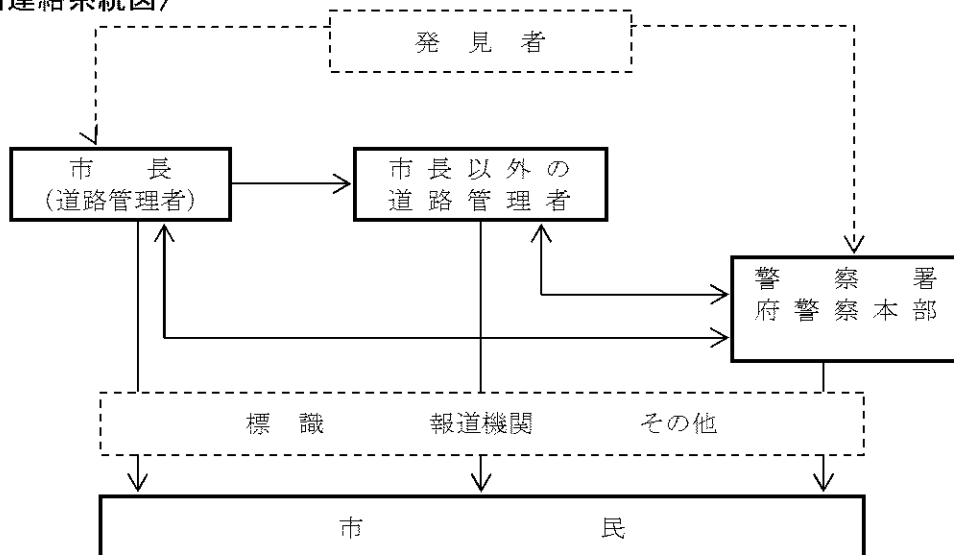 連絡系統図〉
発見者
市長
(道路管理者)
市長以外の
道路管理者
警察署
府警察本部
標識 報道機関 その他
市民